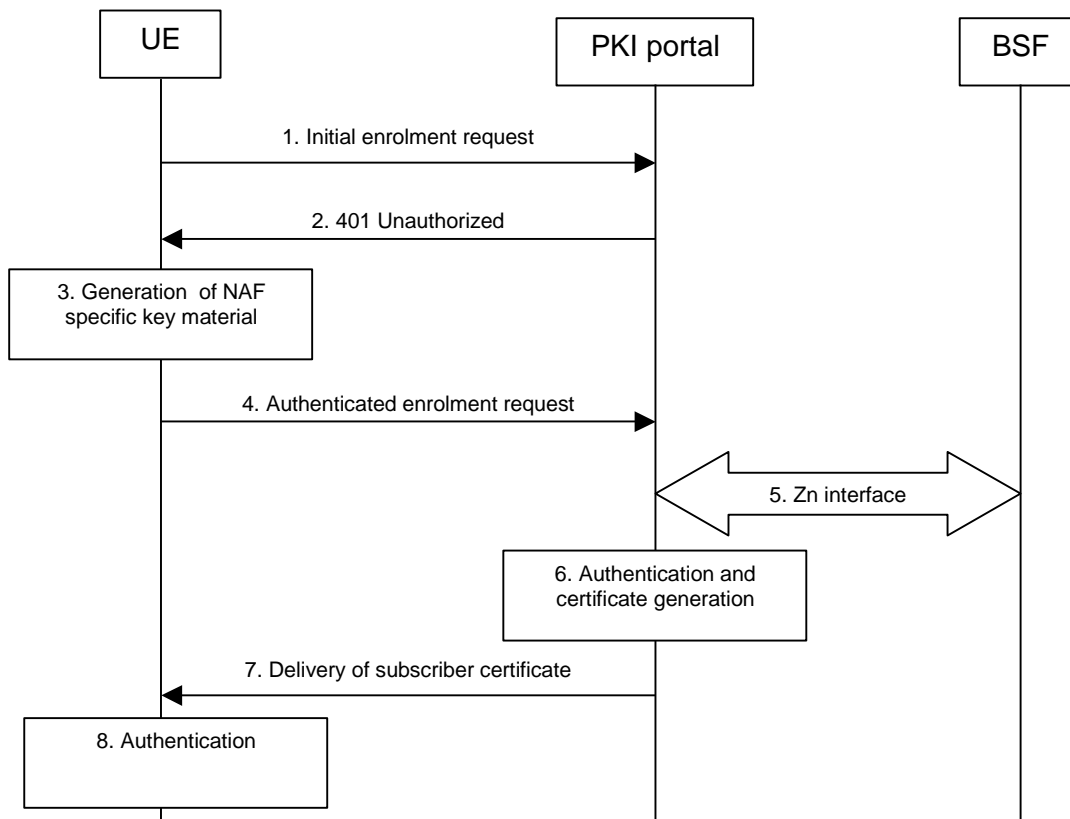 UE
PKI portal
BSF
1. Initial enrolment request
2. 401 Unauthorized
3. Generation of NAF
specific key material
4. Authenticated enrolment request
5. Zn interface
6. Authentication and
certificate generation
7. Delivery of subscriber certificate
8. Authentication